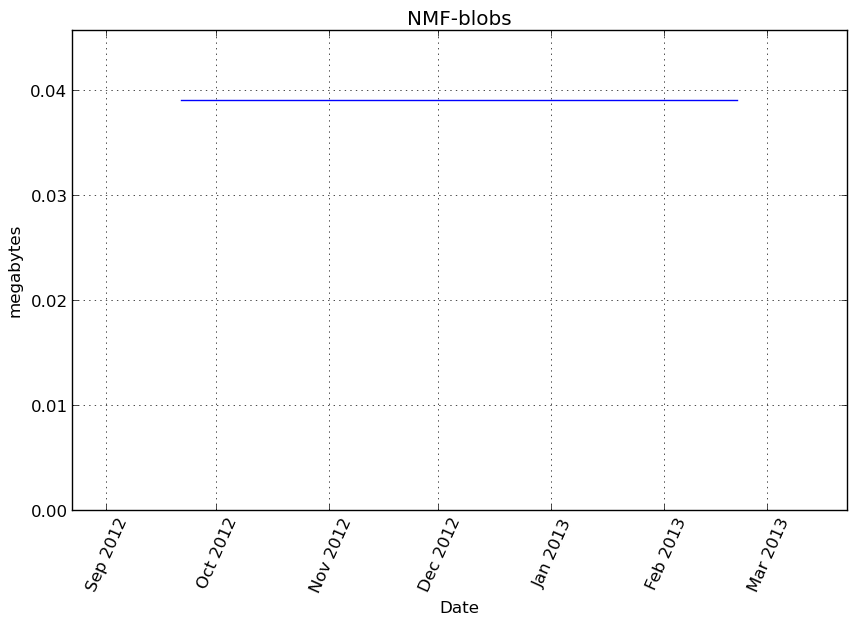 NMF-blobs
megabytes
0.04
0.03
0.02
0.01
0.00
Sep 2012
Oct 2012
Nov 2012
Dec 2012
Jan 2013
Feb 2013
Mar 2013
Date